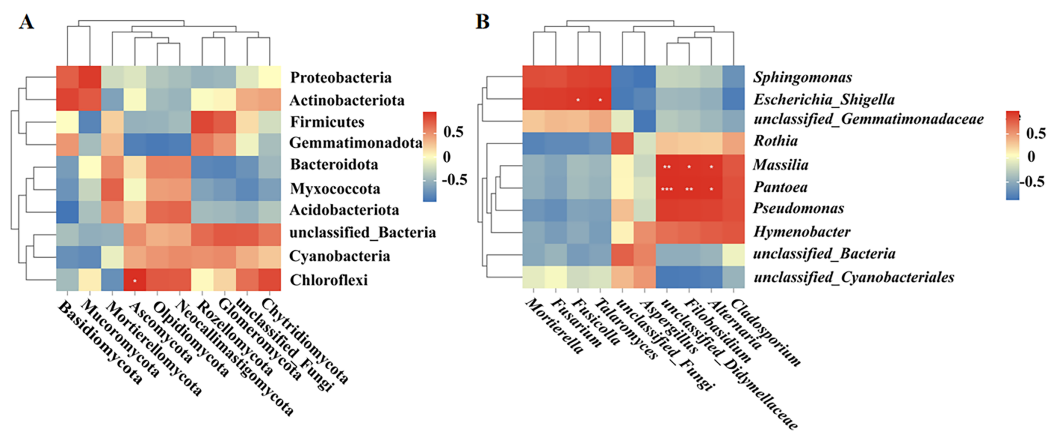 A
Proteobacteria
Actinobacteriota
Firmicutes
Gemmatimonadota
Bacteroidota
Myxococcota
Acidobacteriota
unclassified_Bacteria
Cyanobacteria
Chloroflexi
*
0.5
0
-0.5
Basidiomycota
Mucoromycota
Mortierellomycota
Ascomycota
Olpidiomycota
Neocallimastigomycota
Rozellomycota
Glomeromycota
unclassified_Fungi
Chytridiomycota
B
Sphingomonas
Escherichia_Shigella
* *
unclassified_Gemmatimonadaceae
Rothia
Massilia
** * *
Pantoea
*** ** *
Pseudomonas
Hymenobacter
unclassified_Bacteria
unclassified_Cyanobacteriales
0.5
0
-0.5
Mortierella
Fusarium
Fusicolla
Talaromyces
unclassified_Fungi
Aspergillus
unclassified_Didymellaceae
Filobasidium
Alternaria
Cladosporium